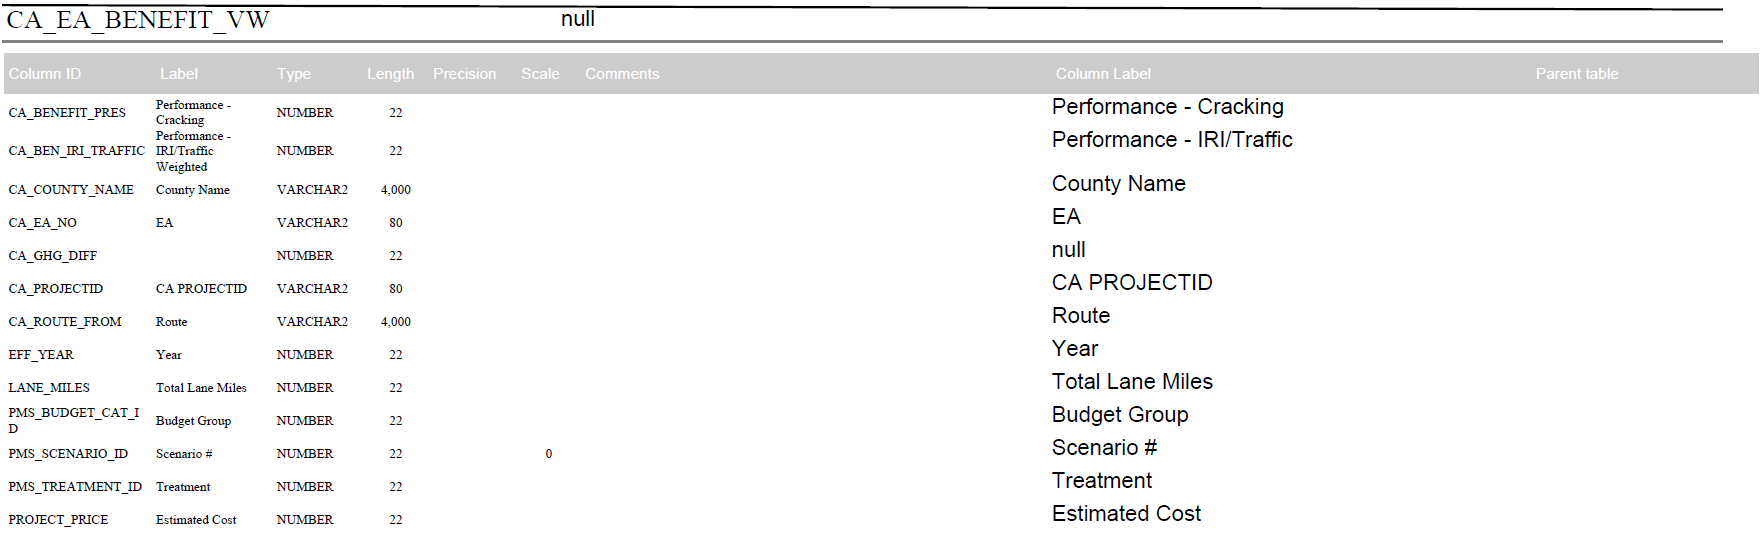 CA_EA_BENEFIT_VW null
Column ID Label Type Length Precision Scale Comments Column Label Parent table
CA_BENEFIT_PRES Performance - Cracking NUMBER 22 Performance - Cracking
CA_BEN_IRI_TRAFFIC Performance - IRI/Traffic Weighted NUMBER 22 Performance - IRI/Traffic
CA_COUNTY_NAME County Name VARCHAR2 4,000 County Name
CA_EA_NO EA VARCHAR2 80 EA
CA_GHG_DIFF NUMBER 22 null
CA_PROJECTID CA PROJECTID VARCHAR2 80 CA PROJECTID
CA_ROUTE_FROM Route VARCHAR2 4,000 Route
EFF_YEAR Year NUMBER 22 Year
LANE_MILES Total Lane Miles NUMBER 22 Total Lane Miles
PMS_BUDGET_CAT_ID Budget Group NUMBER 22 Budget Group
PMS_SCENARIO_ID Scenario # NUMBER 22 0 Scenario #
PMS_TREATMENT_ID Treatment NUMBER 22 Treatment
PROJECT_PRICE Estimated Cost NUMBER 22 Estimated Cost